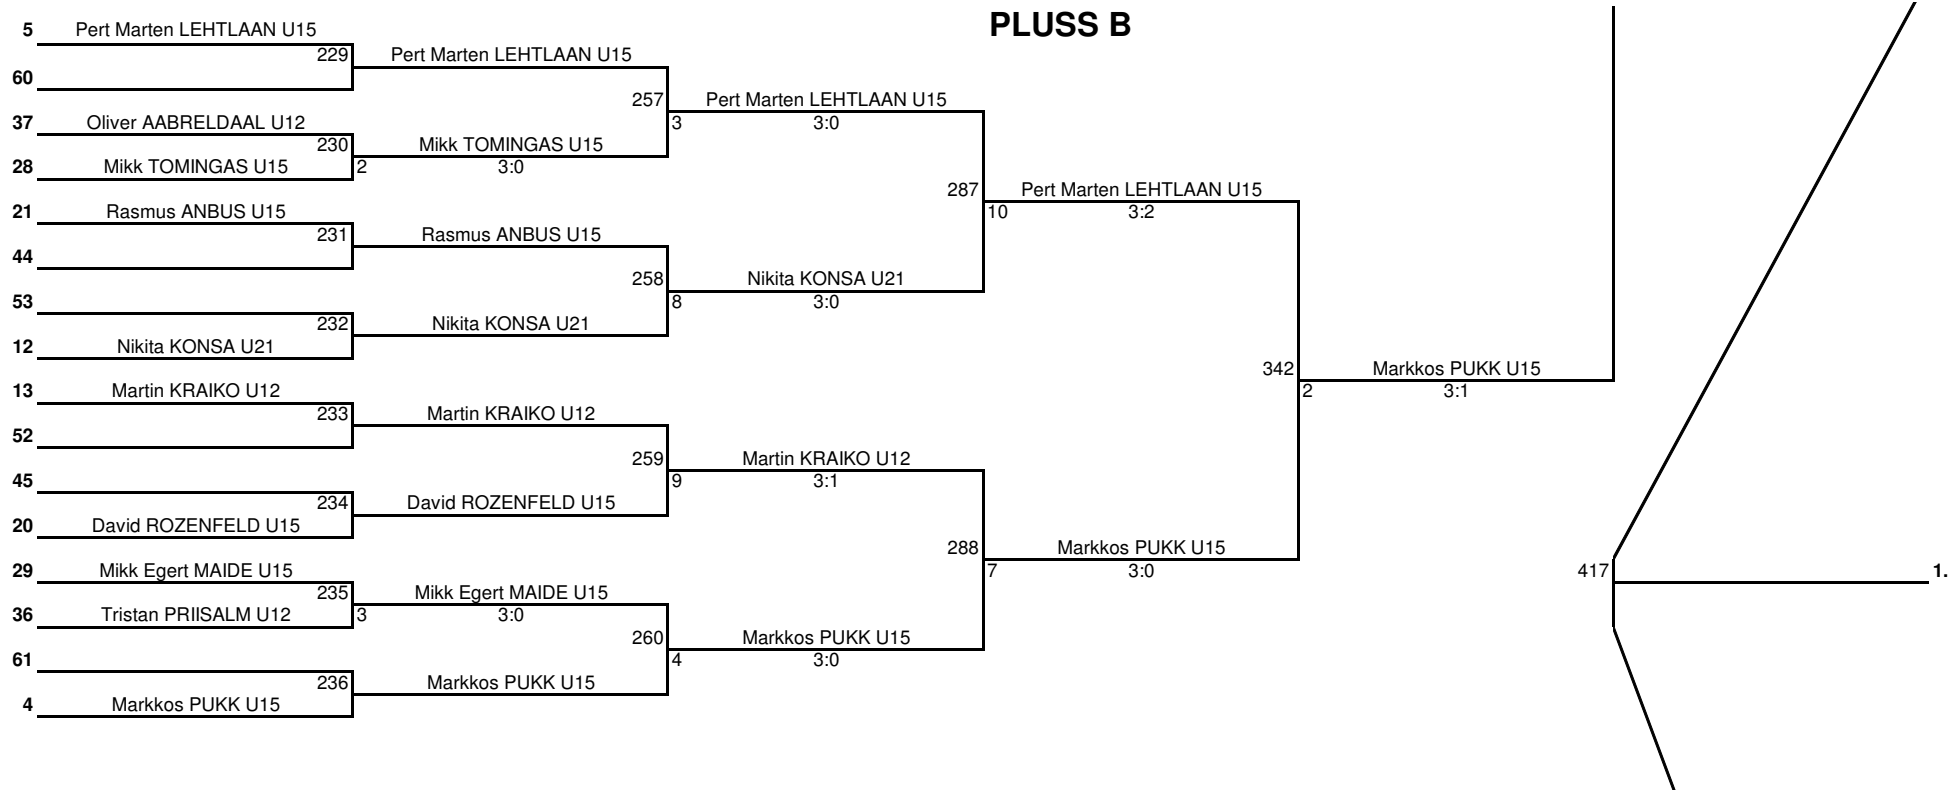 PLUSS B
5 Pert Marten LEHTLAAN U15
229 Pert Marten LEHTLAAN U15
60
257 Pert Marten LEHTLAAN U15
37 Oliver AABRELDAAL U12
3 3:0
230 Mikk TOMINGAS U15
28 Mikk TOMINGAS U15 2 3:0
287 Pert Marten LEHTLAAN U15
21 Rasmus ANBUS U15
10 3:2
231 Rasmus ANBUS U15
44
258 Nikita KONSA U21
53
8 3:0
232 Nikita KONSA U21
12 Nikita KONSA U21
342 Markkos PUKK U15
13 Martin KRAIKO U12
2 3:1
233 Martin KRAIKO U12
52
259 Martin KRAIKO U12
45
9 3:1
234 David ROZENFELD U15
20 David ROZENFELD U15
288 Markkos PUKK U15
29 Mikk Egert MAIDE U15
7 3:0
417 1.
235 Mikk Egert MAIDE U15
36 Tristan PRIISALM U12 3 3:0
260 Markkos PUKK U15
61
4 3:0
236 Markkos PUKK U15
4 Markkos PUKK U15